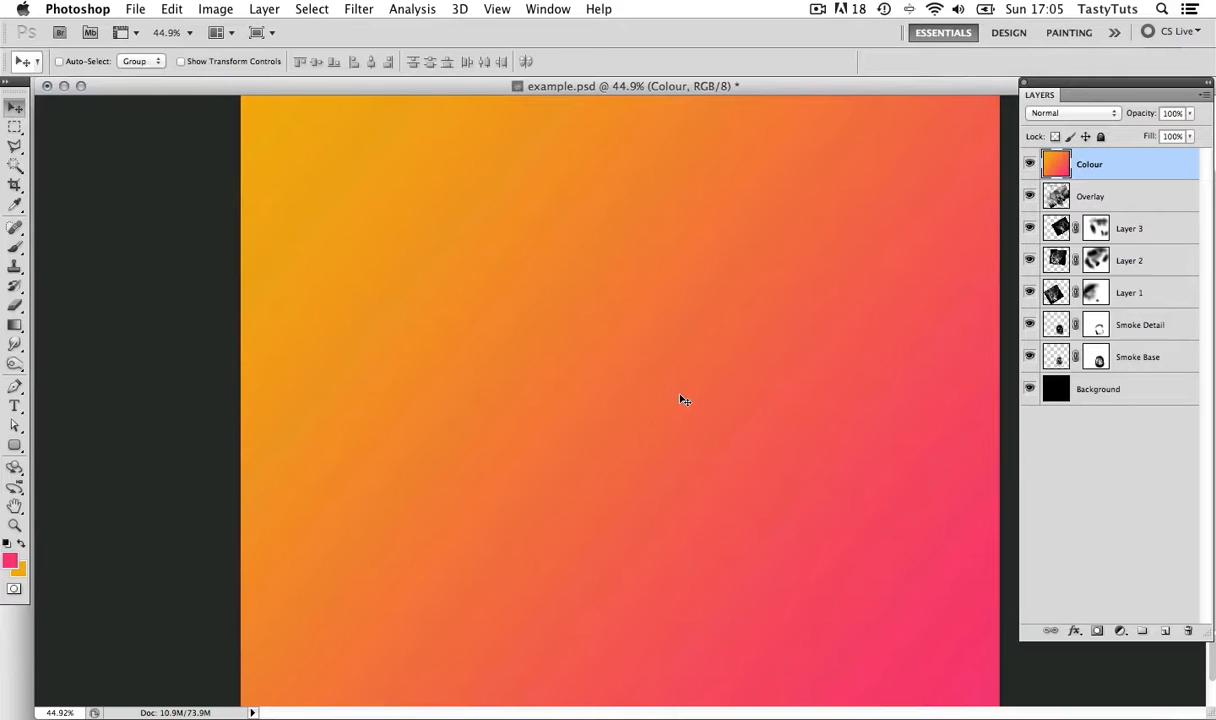 Photoshop File Edit Image Layer Select Filter Analysis 3D View Window Help 18 Sun 17:05 TastyTuts
Ps Br Mb 44.9% ESSENTIALS DESIGN PAINTING CS Live
Auto-Select: Group Show Transform Controls
example.psd @ 44.9% (Colour, RGB/8) *
LAYERS
Normal Opacity: 100%
Lock: Fill: 100%
Colour
Overlay
Layer 3
Layer 2
Layer 1
Smoke Detail
Smoke Base
Background
T
fx
44.92% Doc: 10.9M/73.9M